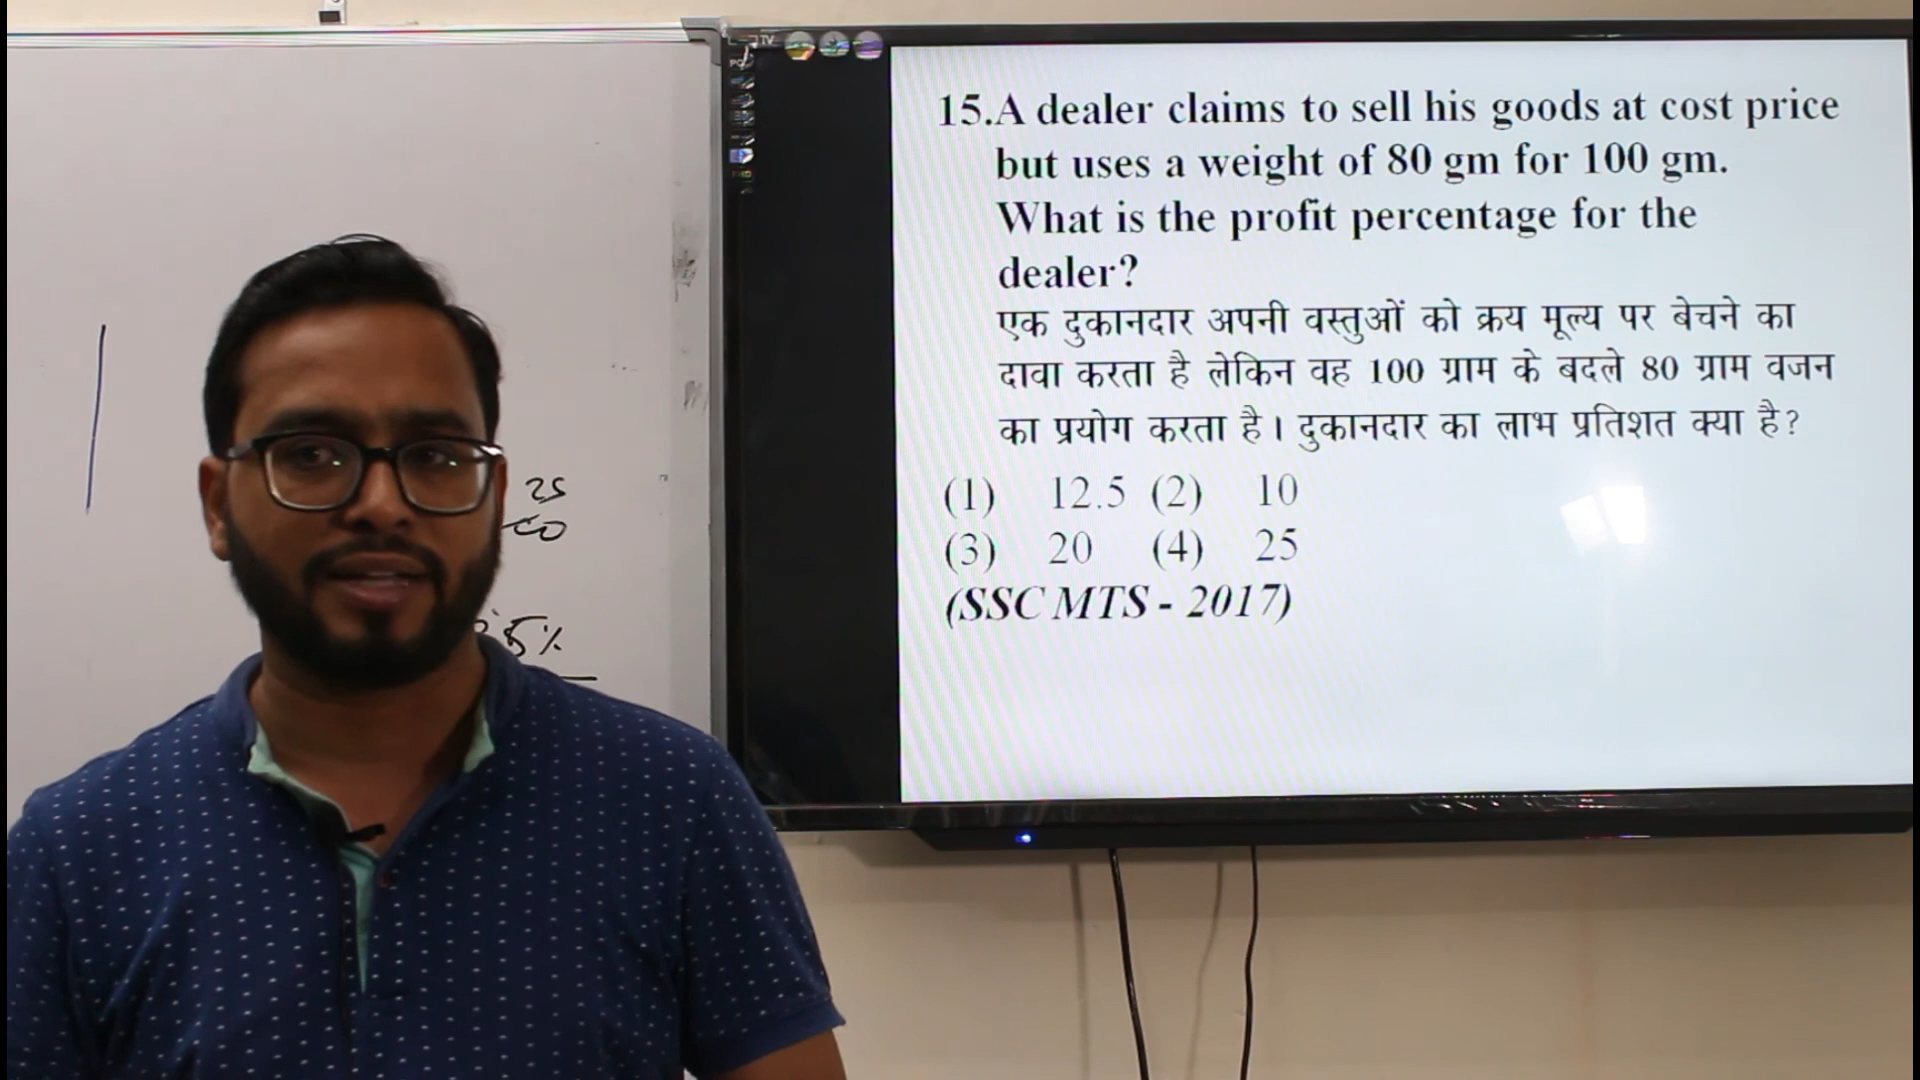 TV
25
5%
15.A dealer claims to sell his goods at cost price
but uses a weight of 80 gm for 100 gm.
What is the profit percentage for the
dealer?
एक दुकानदार अपनी वस्तुओं को क्रय मूल्य पर बेचने का
दावा करता है लेकिन वह 100 ग्राम के बदले 80 ग्राम वजन
का प्रयोग करता है। दुकानदार का लाभ प्रतिशत क्या है?
(1) 12.5 (2) 10
(3) 20 (4) 25
(SSC MTS - 2017)